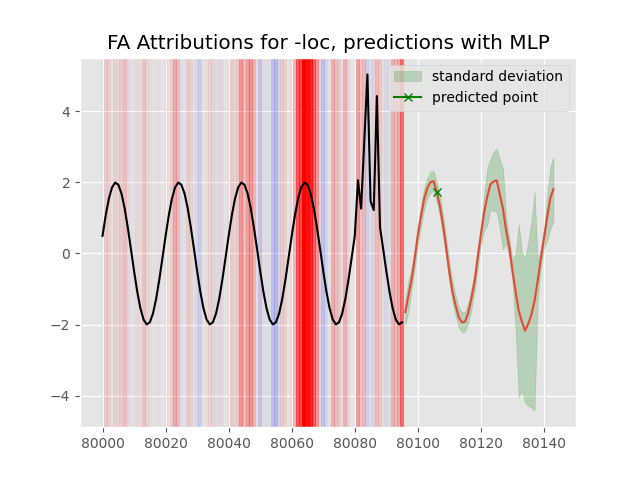 FA Attributions for -loc, predictions with MLP
standard deviation
predicted point
4
2
0
−2
−4
80000 80020 80040 80060 80080 80100 80120 80140